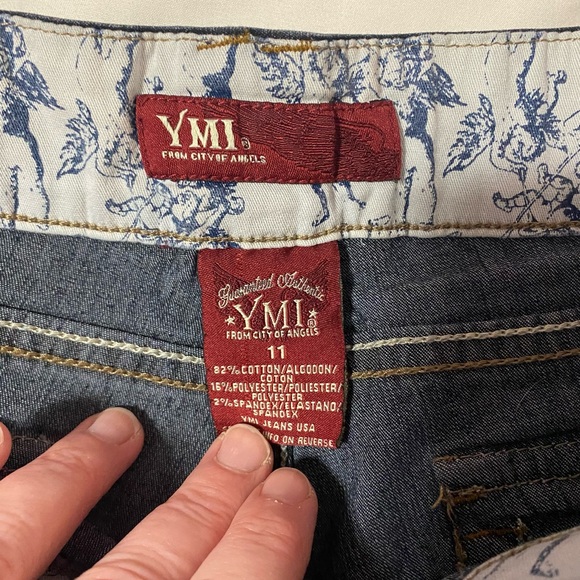 YMI®
FROM CITY OF ANGELS
Guaranteed Authentic
YMI®
FROM CITY OF ANGELS
11
82% COTTON/ALGODON/
COTON
16% POLYESTER/POLIESTER/
POLYESTER
2% SPANDEX/ELASTANO/
SPANDEX
YMI JEANS USA
ON REVERSE